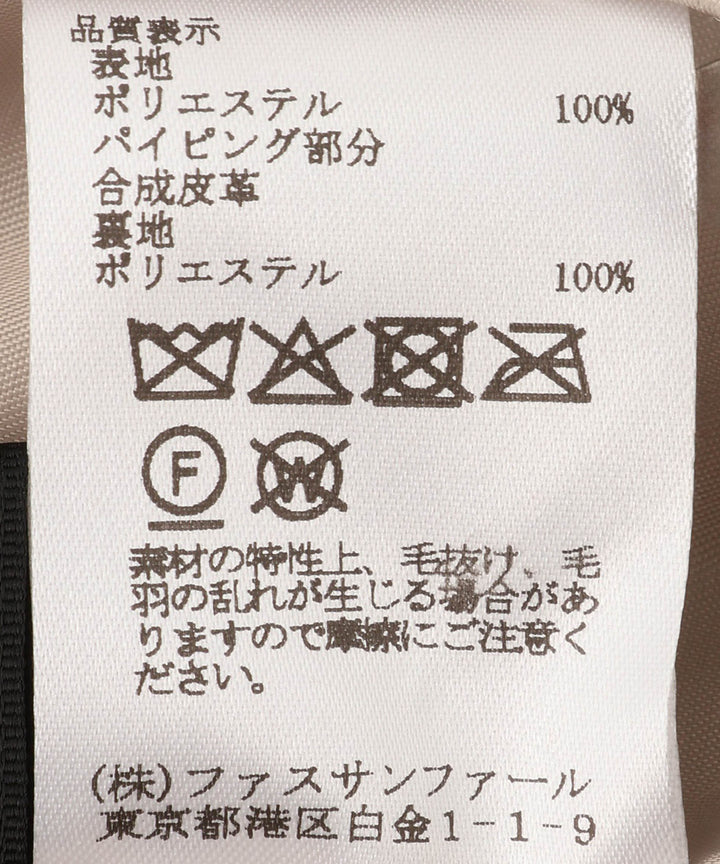 品質表示
表地
ポリエステル 100%
パイピング部分
合成皮革
裏地
ポリエステル 100%
F W
素材の特性上、毛抜け、毛
羽の乱れが生じる場合があ
りますので摩擦にご注意く
ださい。
(株)ファスサンファール
東京都港区白金1-1-9